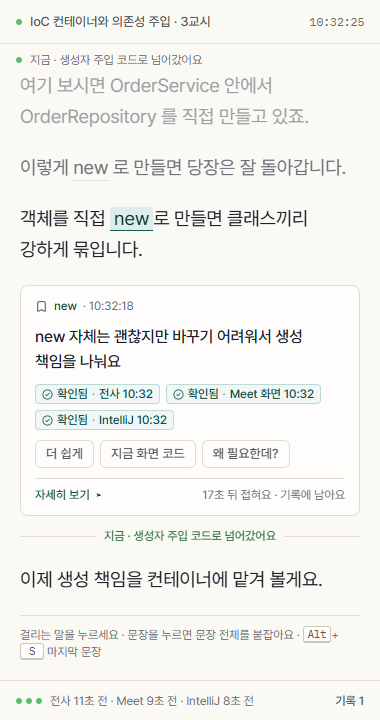 IoC 컨테이너와 의존성 주입 · 3교시
10:32:25
지금 · 생성자 주입 코드로 넘어갔어요
여기 보시면 OrderService 안에서
OrderRepository 를 직접 만들고 있죠.
이렇게 new 로 만들면 당장은 잘 돌아갑니다.
객체를 직접 new 로 만들면 클래스끼리
강하게 묶입니다.
new · 10:32:18
new 자체는 괜찮지만 바꾸기 어려워서 생성
책임을 나눠요
확인됨 · 전사 10:32
확인됨 · Meet 화면 10:32
확인됨 · IntelliJ 10:32
더 쉽게
지금 화면 코드
왜 필요한데?
자세히 보기 ▸
17초 뒤 접혀요 · 기록에 남아요
지금 · 생성자 주입 코드로 넘어갔어요
이제 생성 책임을 컨테이너에 맡겨 볼게요.
걸리는 말을 누르세요 · 문장을 누르면 문장 전체를 붙잡아요 · Alt +
S 마지막 문장
전사 11초 전 · Meet 9초 전 · IntelliJ 8초 전
기록 1